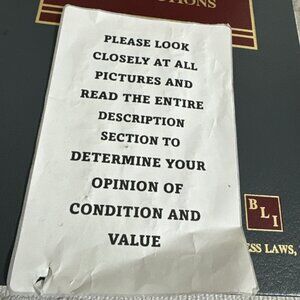 PLEASE LOOK
CLOSELY AT ALL
PICTURES AND
READ THE ENTIRE
DESCRIPTION
SECTION TO
DETERMINE YOUR
OPINION OF
CONDITION AND
VALUE
B
L
I
LAWS,